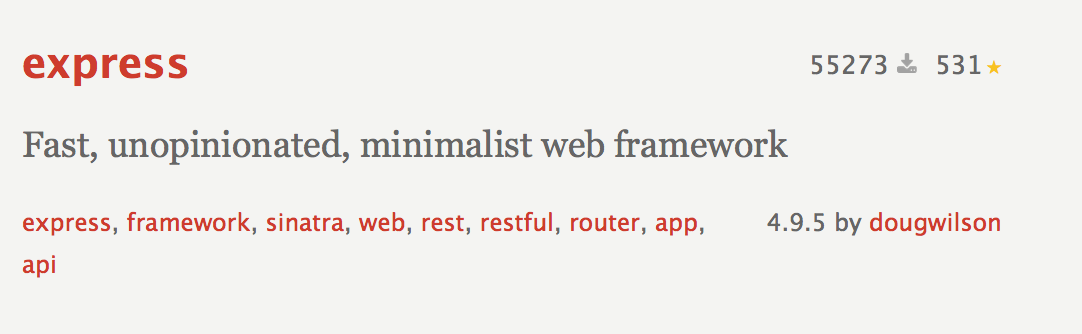 express
55273 531
Fast, unopinionated, minimalist web framework
express, framework, sinatra, web, rest, restful, router, app,
api
4.9.5 by dougwilson